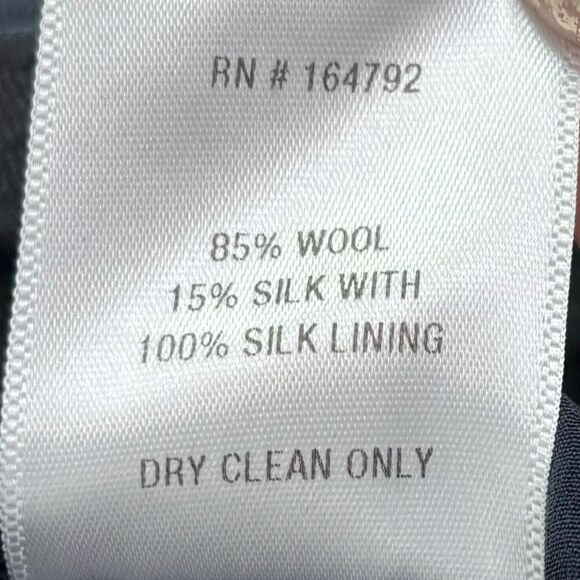 RN # 164792
85% WOOL
15% SILK WITH
100% SILK LINING
DRY CLEAN ONLY